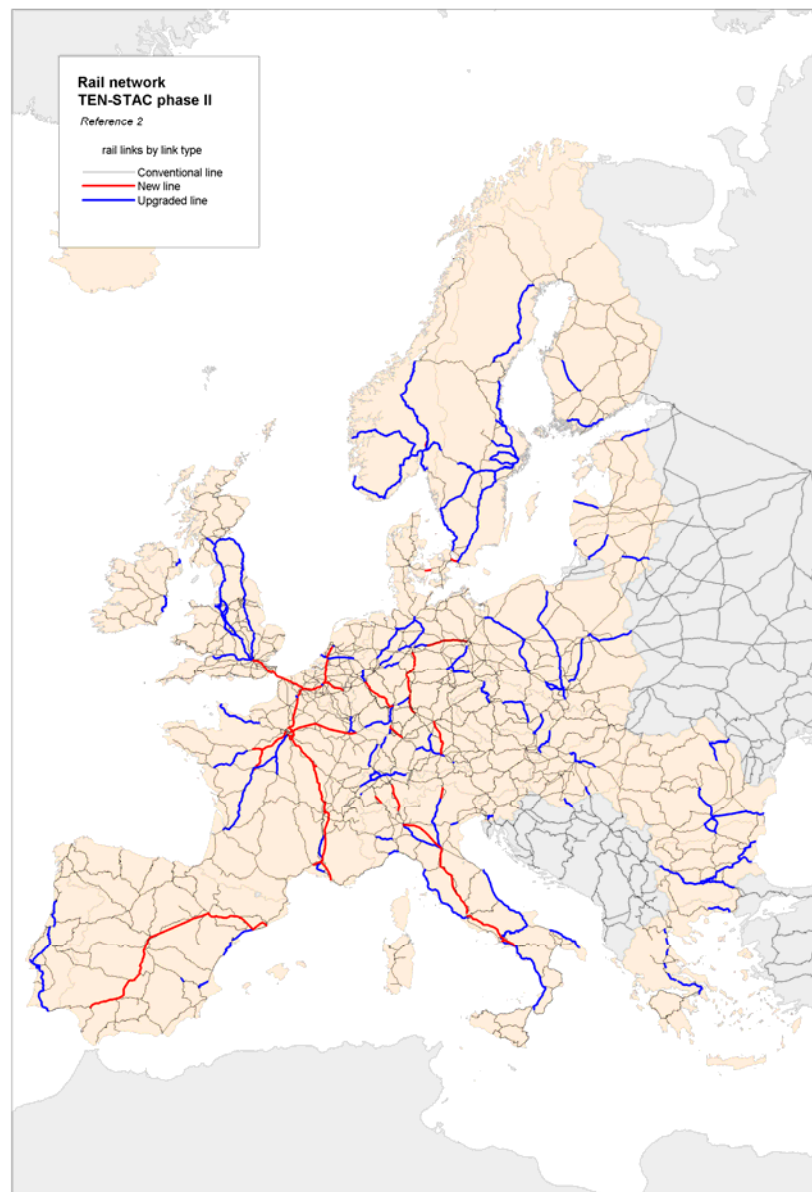 Rail network
TEN-STAC phase II
Reference 2
rail links by link type
Conventional line
New line
Upgraded line